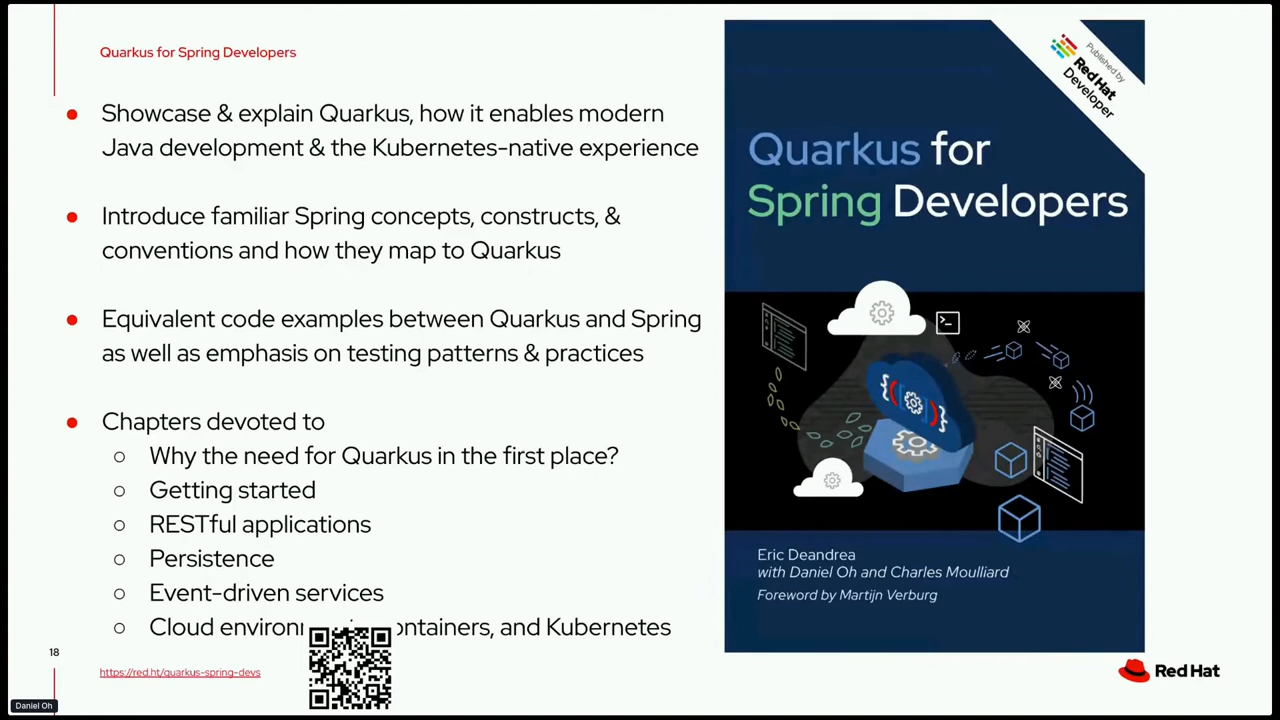 Quarkus for Spring Developers
Showcase & explain Quarkus, how it enables modern
Java development & the Kubernetes-native experience
Introduce familiar Spring concepts, constructs, &
conventions and how they map to Quarkus
Equivalent code examples between Quarkus and Spring
as well as emphasis on testing patterns & practices
Chapters devoted to
Why the need for Quarkus in the first place?
Getting started
RESTful applications
Persistence
Event-driven services
Cloud , and Kubernetes
18
https://red.ht/quarkus-spring-devs
Daniel Oh
Published by
Red Hat
Developer
Quarkus for
Spring Developers
Eric Deandrea
with Daniel Oh and Charles Moulliard
Foreword by Martijn Verburg
Red Hat